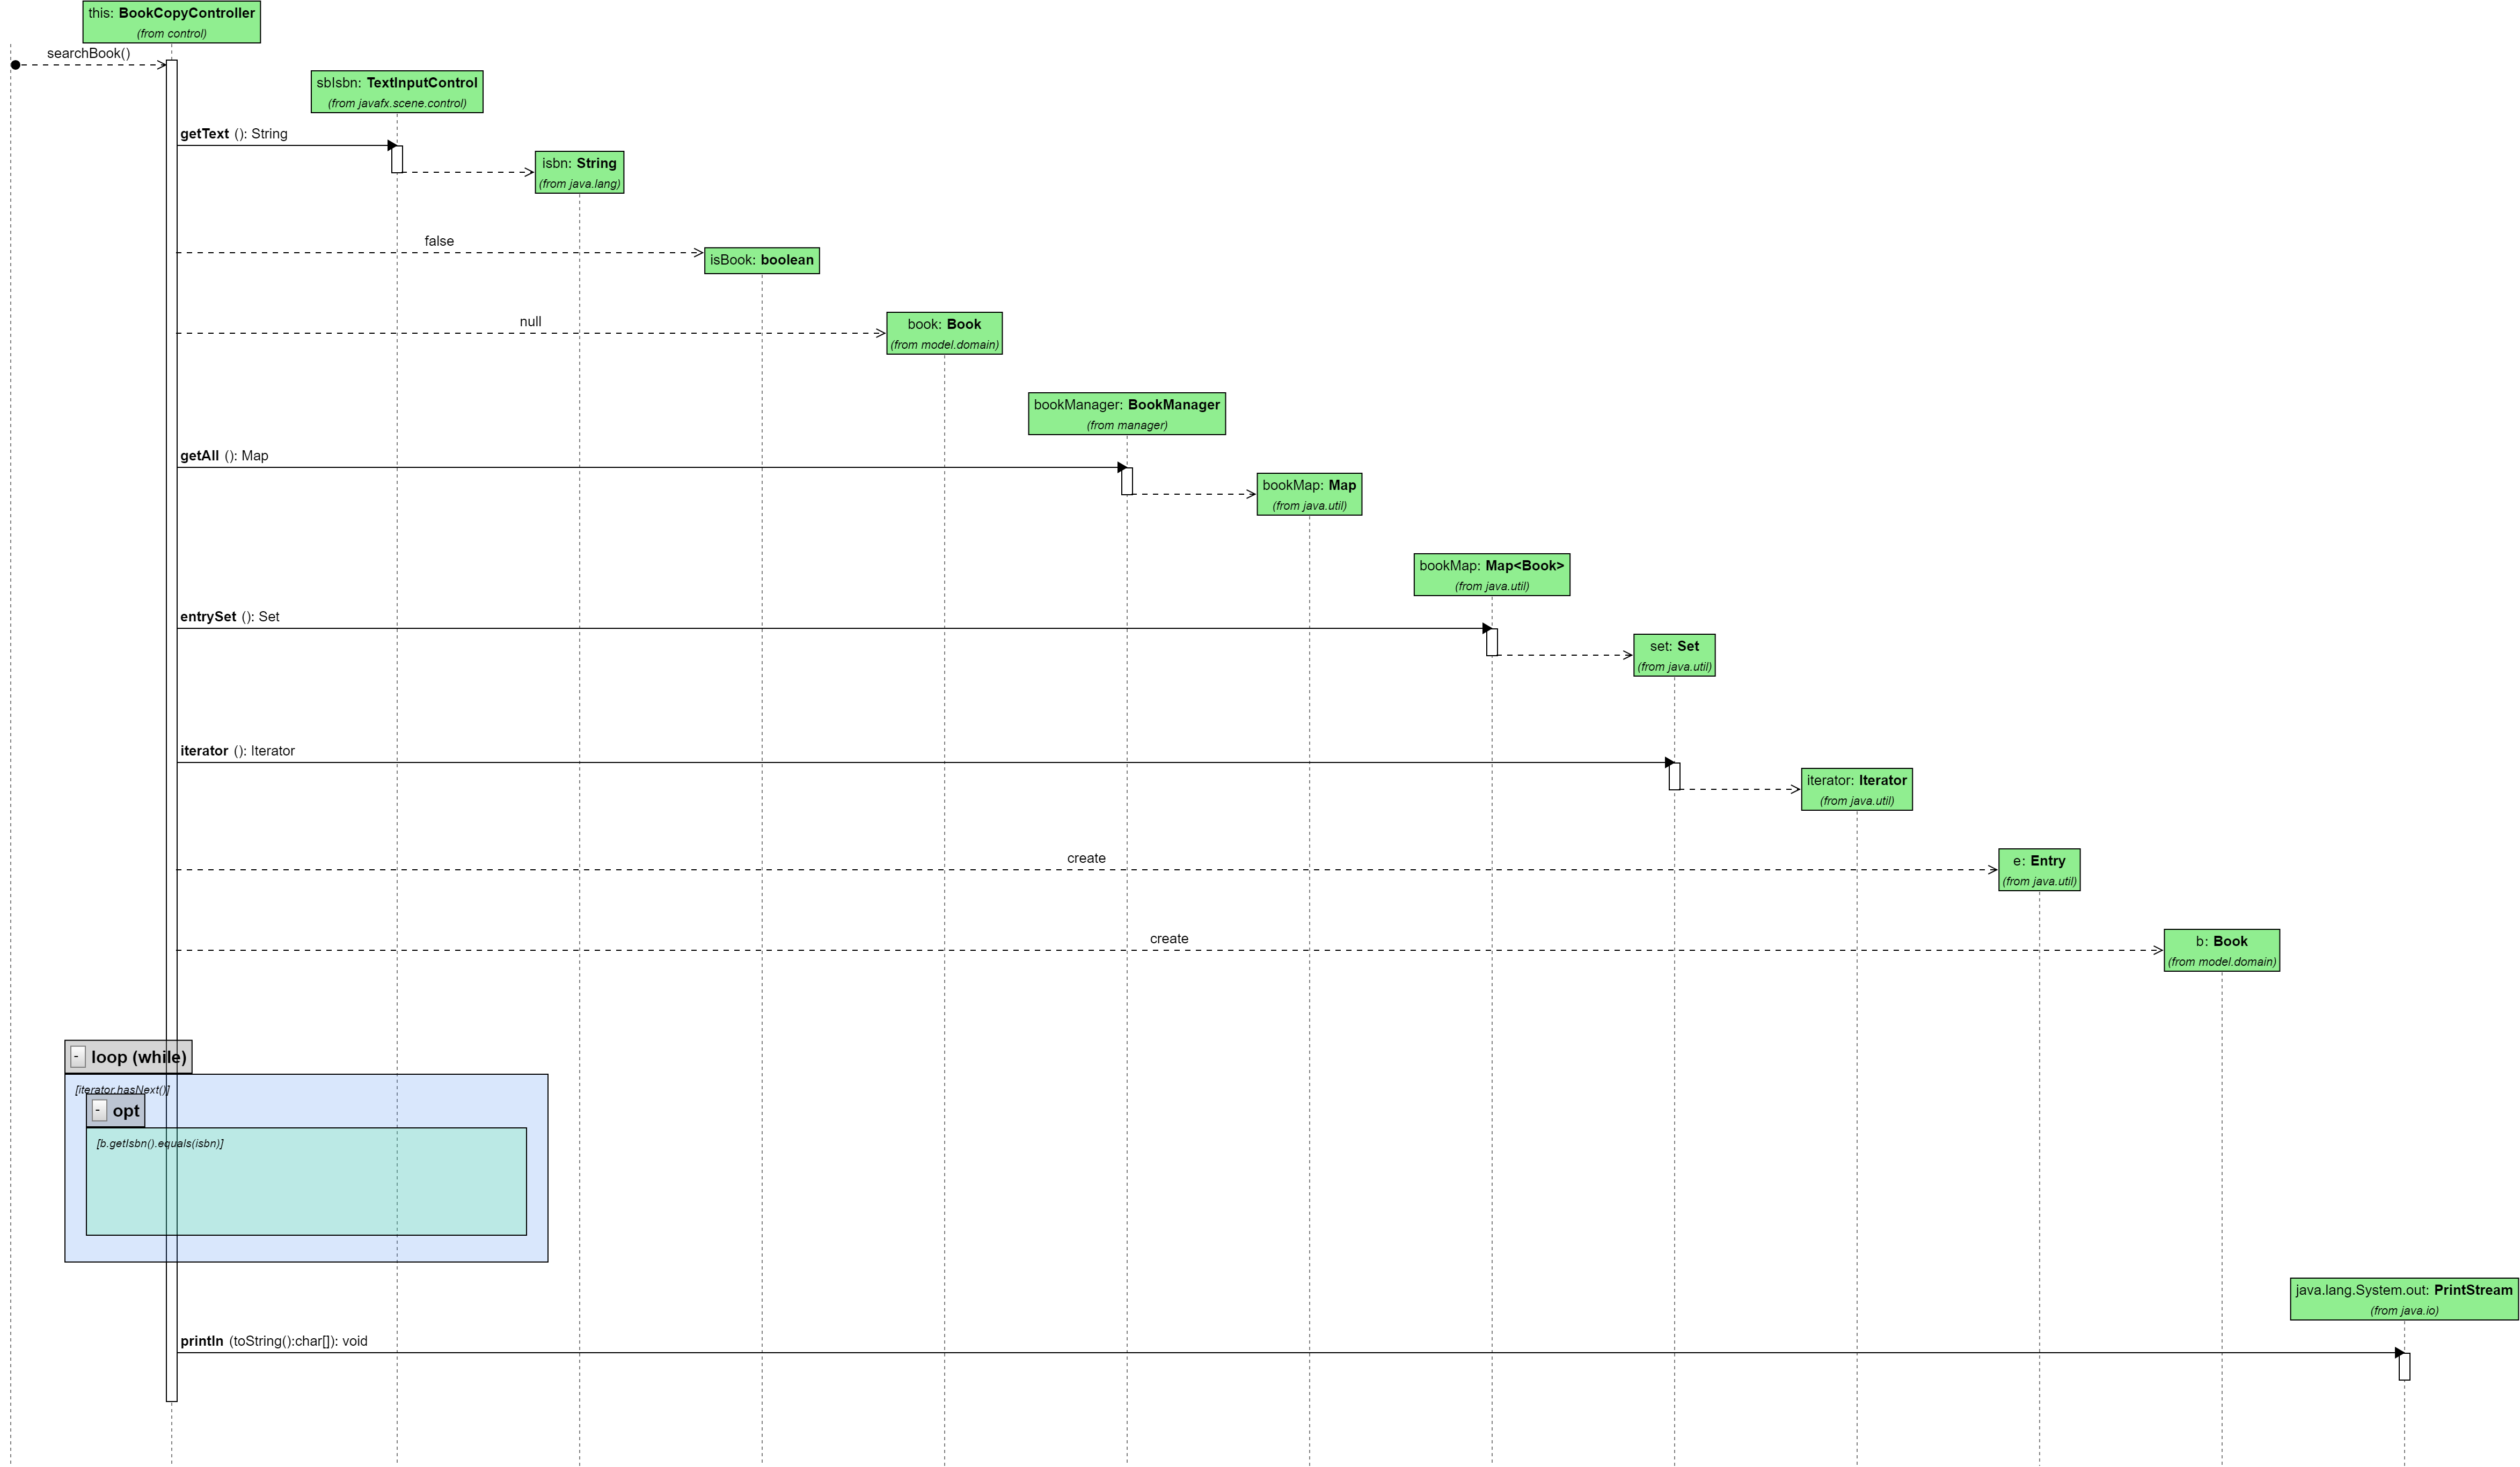 this: BookCopyController
(from control)
searchBook()
sbIsbn: TextInputControl
(from javafx.scene.control)
getText (): String
isbn: String
(from java.lang)
false
isBook: boolean
null
book: Book
(from model.domain)
bookManager: BookManager
(from manager)
getAll (): Map
bookMap: Map
(from java.util)
bookMap: Map<Book>
(from java.util)
entrySet (): Set
set: Set
(from java.util)
iterator (): Iterator
iterator: Iterator
(from java.util)
create
e: Entry
(from java.util)
create
b: Book
(from model.domain)
- loop (while)
[iterator.hasNext()]
- opt
[b.getIsbn().equals(isbn)]
java.lang.System.out: PrintStream
(from java.io)
println (toString():char[]): void